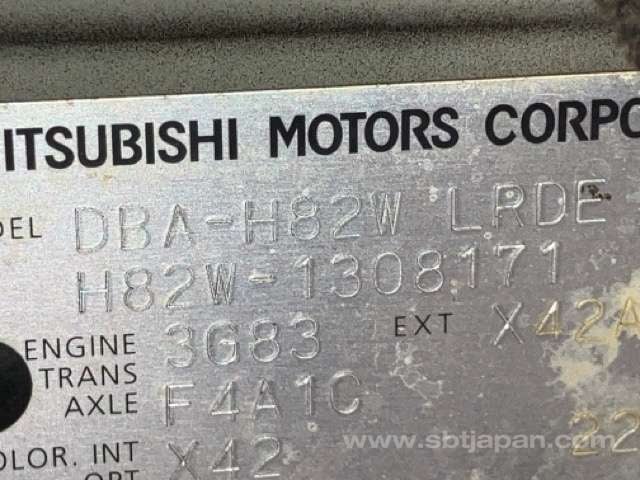 MITSUBISHI MOTORS CORPO
DEL DBA-H82W LRDE
H82W-1308171
ENGINE 3G83 EXT X42A
TRANS
AXLE F4A1C
22
OLOR. INT X42
OPT
www.sbtjapan.com